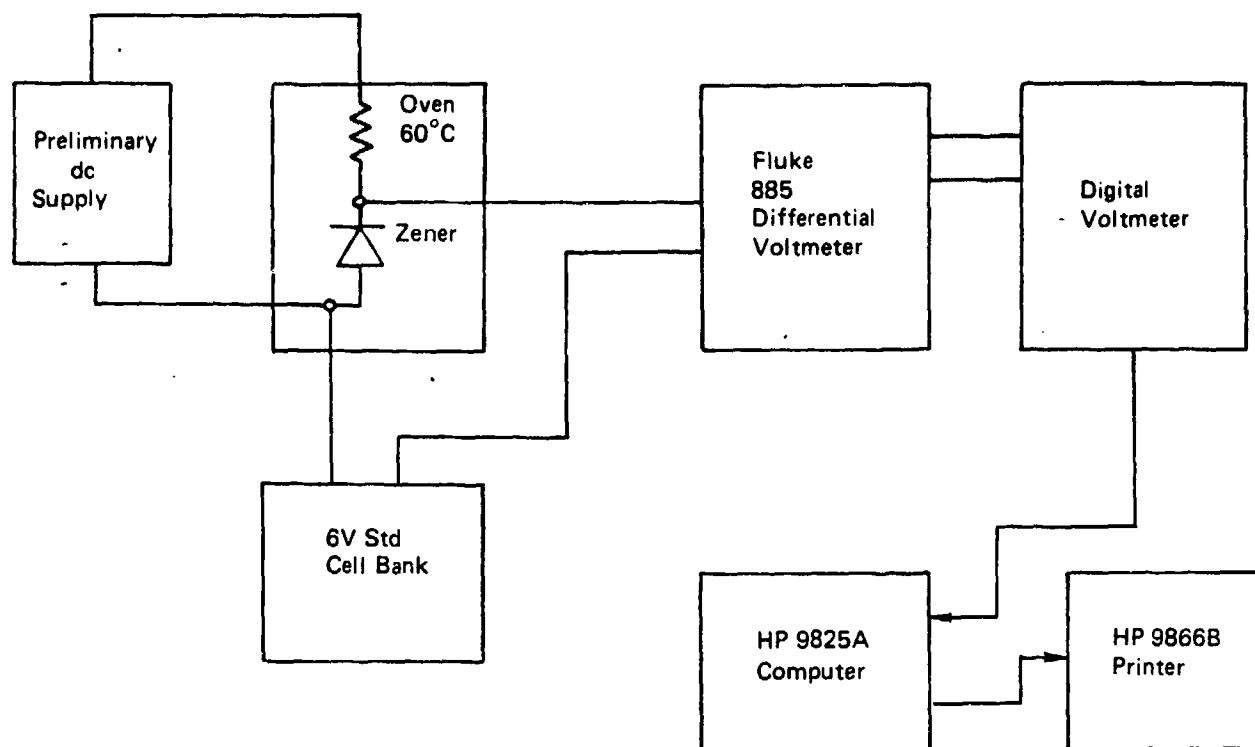 Preliminary
dc
Supply
Oven
60°C
Zener
Fluke
885
Differential
Voltmeter
Digital
Voltmeter
6V Std
Cell Bank
HP 9825A
Computer
HP 9866B
Printer